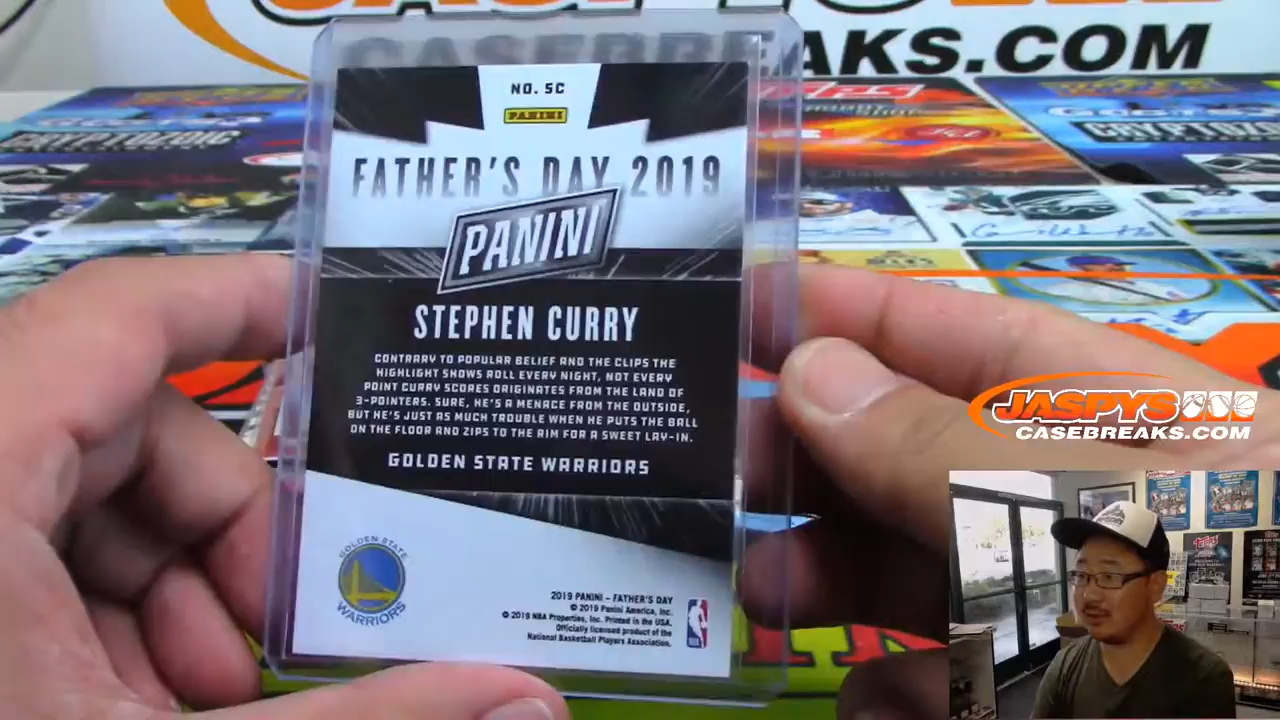 CASEBREAKS.COM
NO. SC
PANINI
FATHER'S DAY 2019
PANINI
STEPHEN CURRY
CONTRARY TO POPULAR BELIEF AND THE CLIPS THE
HIGHLIGHT SHOWS ROLL EVERY NIGHT, NOT EVERY
POINT CURRY SCORES ORIGINATES FROM THE LAND OF
3-POINTERS. SURE, HE'S A MENACE FROM THE OUTSIDE,
BUT HE'S JUST AS MUCH TROUBLE WHEN HE PUTS THE BALL
ON THE FLOOR AND ZIPS TO THE RIM FOR A SWEET LAY-IN.
GOLDEN STATE WARRIORS
GOLDEN STATE
WARRIORS
2019 PANINI – FATHER'S DAY
© 2019 Panini America, Inc.
© 2019 NBA Properties, Inc. Printed in the USA.
Officially licensed product of the
National Basketball Players Association.
CRYPTOZOIC
JASPYS
CASEBREAKS.COM
TOPPS